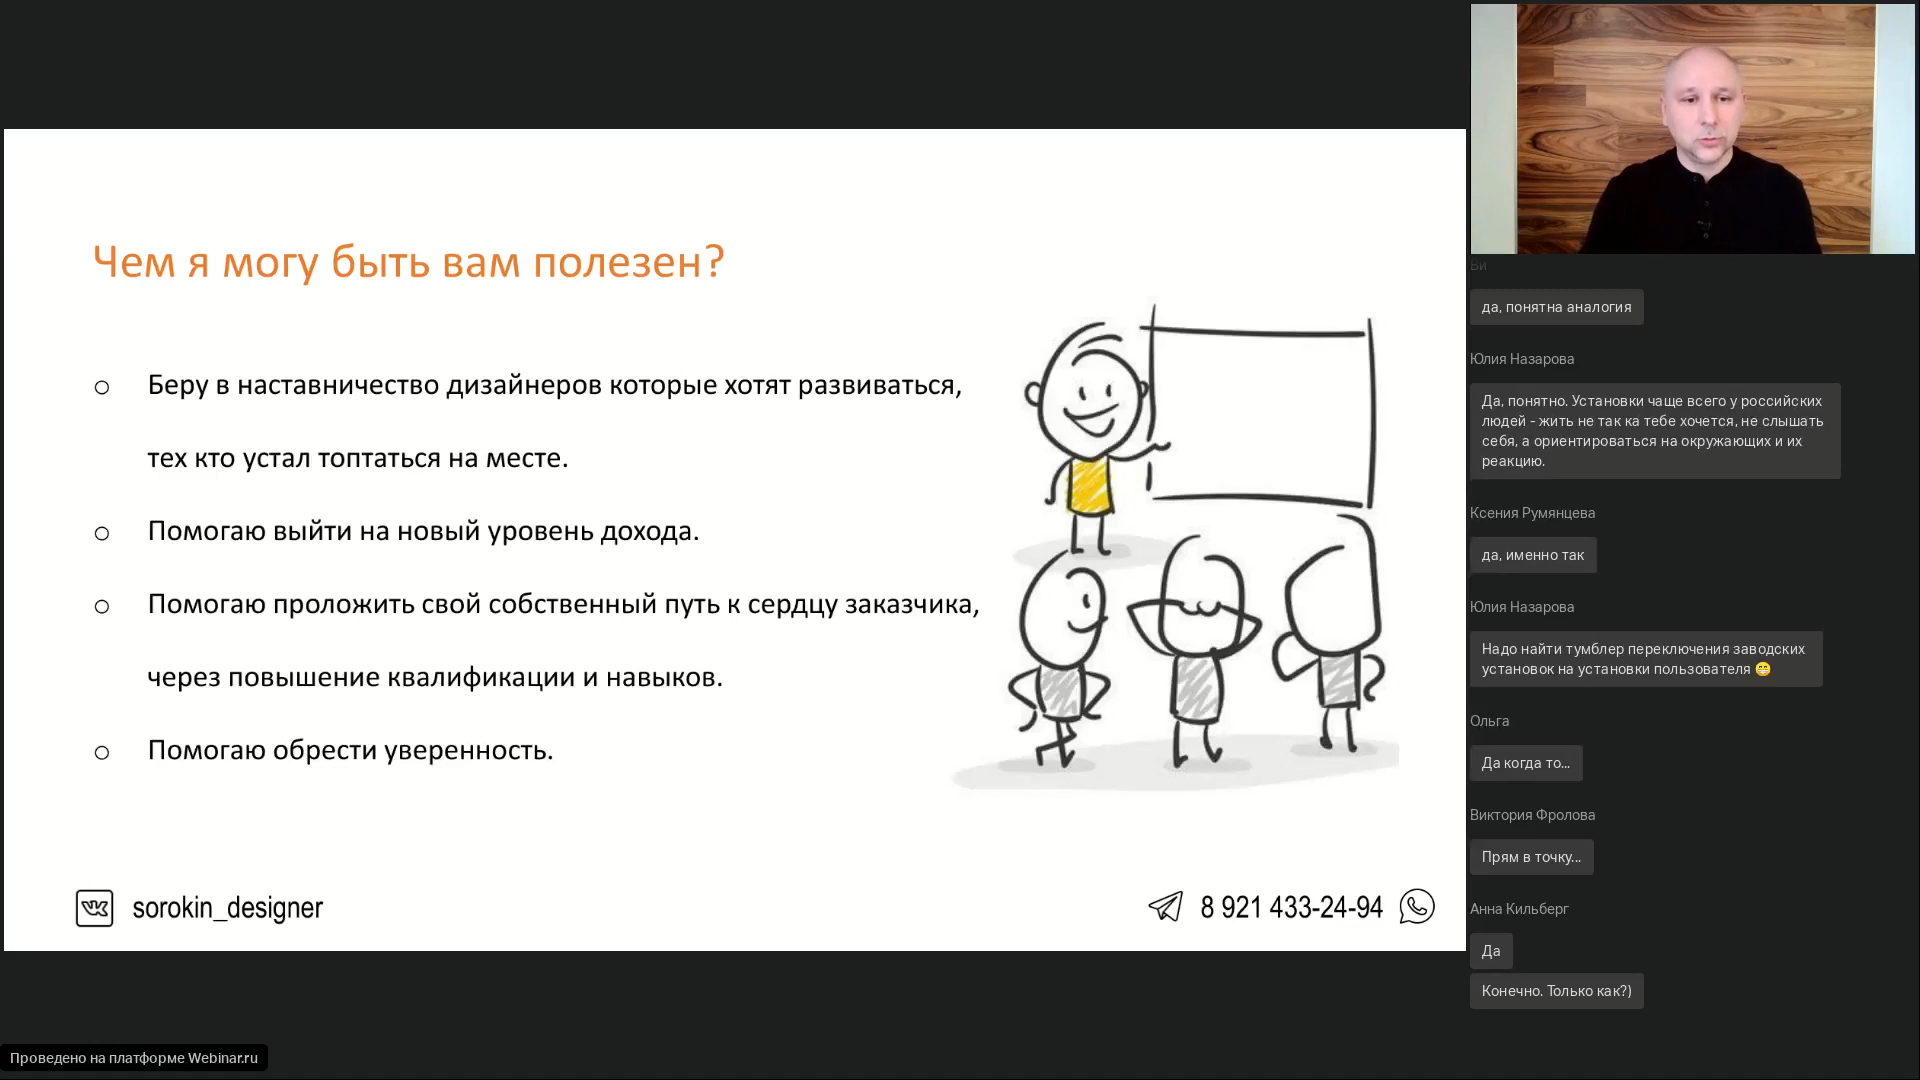 Чем я могу быть вам полезен?
Беру в наставничество дизайнеров которые хотят развиваться,
тех кто устал топтаться на месте.
Помогаю выйти на новый уровень дохода.
Помогаю проложить свой собственный путь к сердцу заказчика,
через повышение квалификации и навыков.
Помогаю обрести уверенность.
sorokin_designer
8 921 433-24-94
Проведено на платформе Webinar.ru
Ви
да, понятна аналогия
Юлия Назарова
Да, понятно. Установки чаще всего у российских
людей - жить не так ка тебе хочется, не слышать
себя, а ориентироваться на окружающих и их
реакцию.
Ксения Румянцева
да, именно так
Юлия Назарова
Надо найти тумблер переключения заводских
установок на установки пользователя 😁
Ольга
Да когда то...
Виктория Фролова
Прям в точку...
Анна Кильберг
Да
Конечно. Только как?)